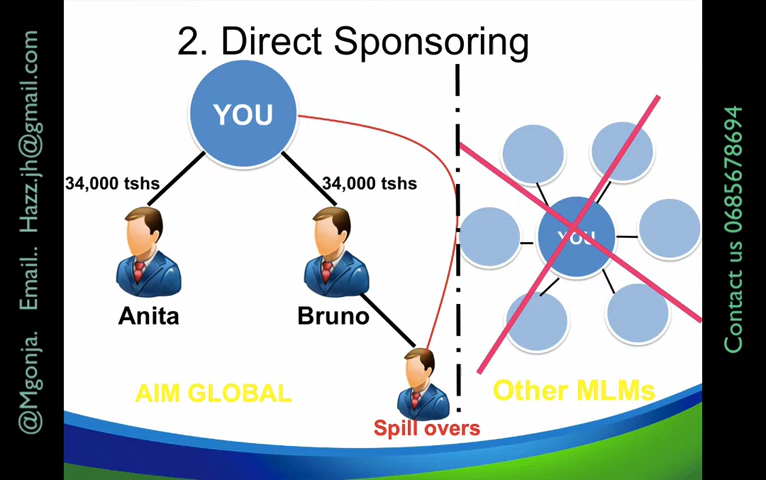 2. Direct Sponsoring
YOU
34,000 tshs
34,000 tshs
Anita
Bruno
AIM GLOBAL
Spill overs
YOU
Other MLMs
@Mgonja. Email.. Hazz.jh@gmail.com
Contact us 0685678694